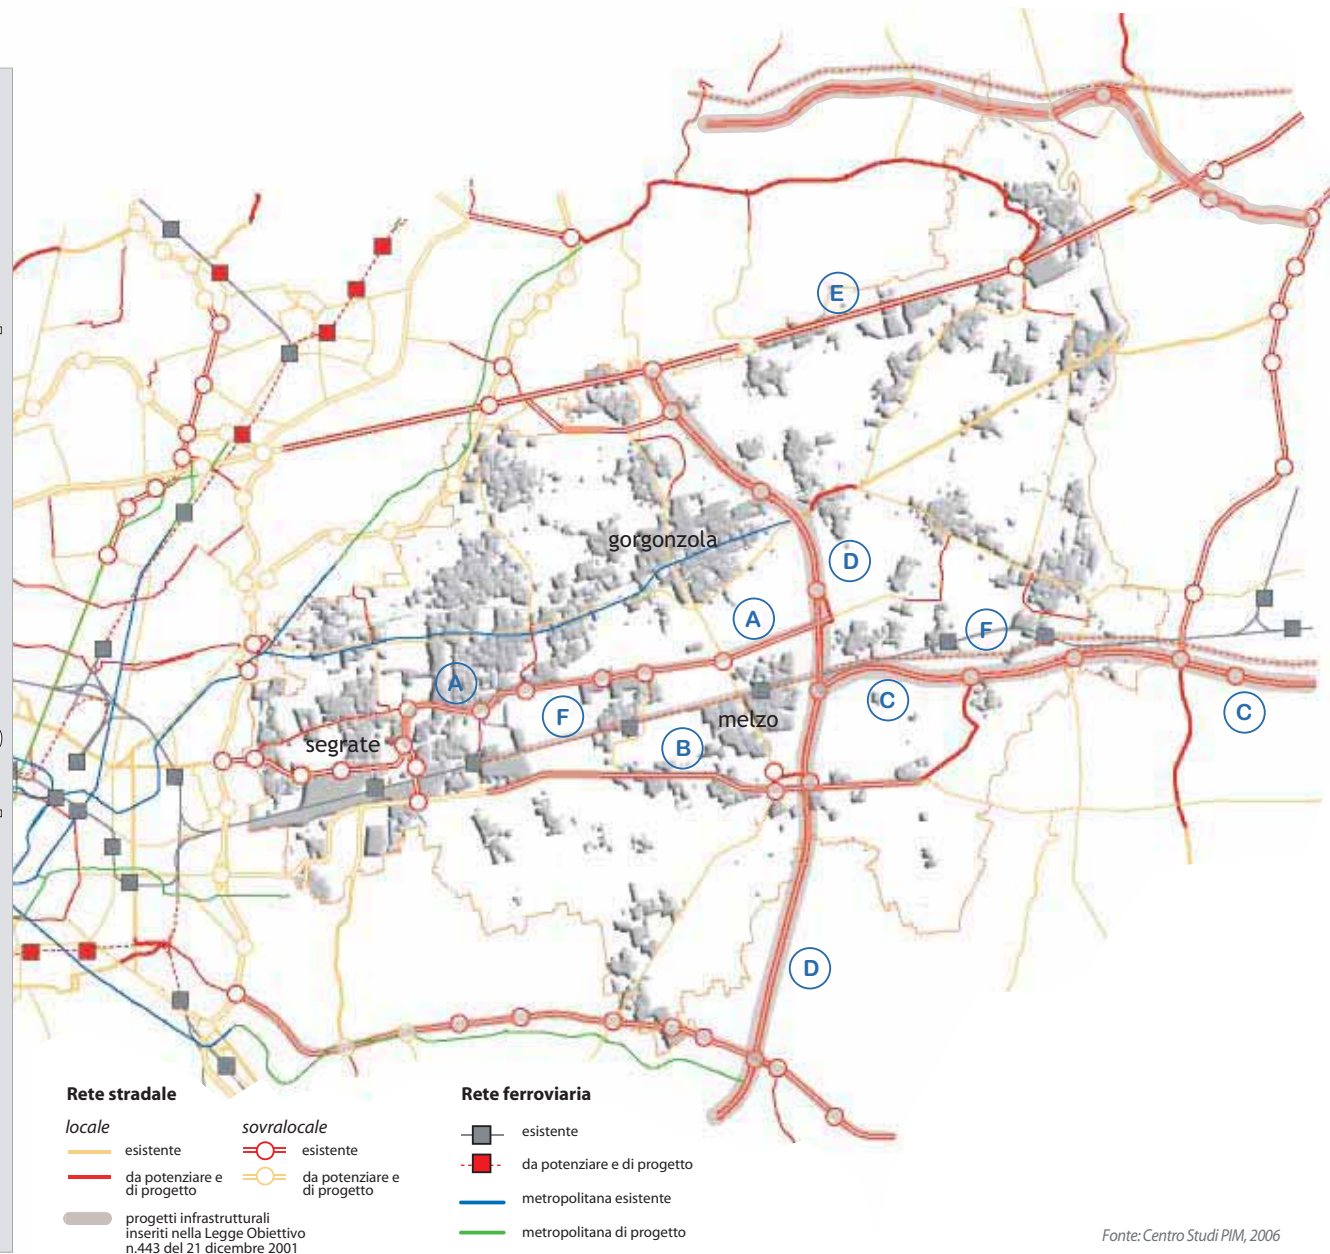 E
gorgonzola
D
A
F
A
F
C
C
segrate
melzo
B
D
Rete stradale
locale
esistente
da potenziare e
di progetto
progetti infrastrutturali
inseriti nella Legge Obiettivo
n.443 del 21 dicembre 2001
sovralocale
esistente
da potenziare e
di progetto
Rete ferroviaria
esistente
da potenziare e di progetto
metropolitana esistente
metropolitana di progetto
Fonte: Centro Studi PIM, 2006